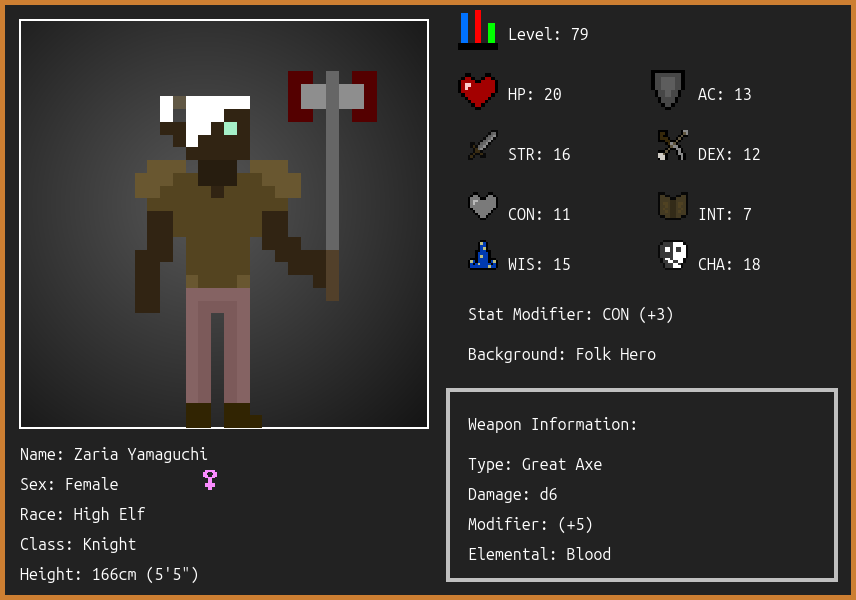 Level: 79
HP: 20
AC: 13
STR: 16
DEX: 12
CON: 11
INT: 7
WIS: 15
CHA: 18
Stat Modifier: CON (+3)
Background: Folk Hero
Weapon Information:
Type: Great Axe
Damage: d6
Modifier: (+5)
Elemental: Blood
Name: Zaria Yamaguchi
Sex: Female
Race: High Elf
Class: Knight
Height: 166cm (5'5")